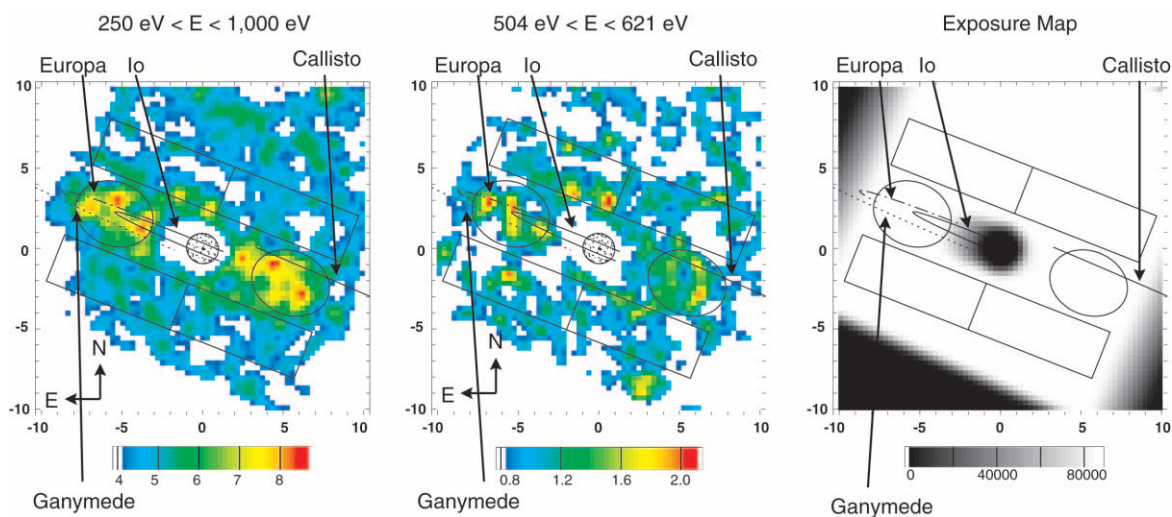 250 eV < E < 1,000 eV
504 eV < E < 621 eV
Exposure Map
Europa
Io
Callisto
Europa
Io
Callisto
Europa
Io
Callisto
10
5
0
-5
-10
10
5
0
-5
-10
10
5
0
-5
-10
N
E
N
E
-10
-5
0
5
10
-10
-5
0
5
10
-10
-5
0
5
10
4
5
6
7
8
0.8
1.2
1.6
2.0
0
40000
80000
Ganymede
Ganymede
Ganymede